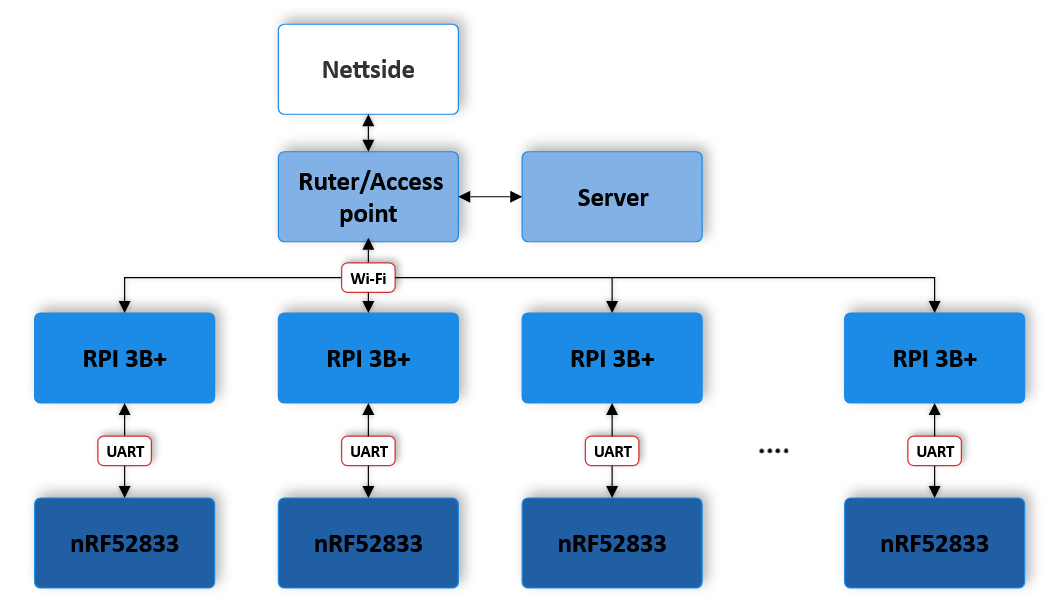 Nettside
Ruter/Access
point
Server
Wi-Fi
RPI 3B+
RPI 3B+
RPI 3B+
RPI 3B+
UART
UART
UART
....
UART
nRF52833
nRF52833
nRF52833
nRF52833